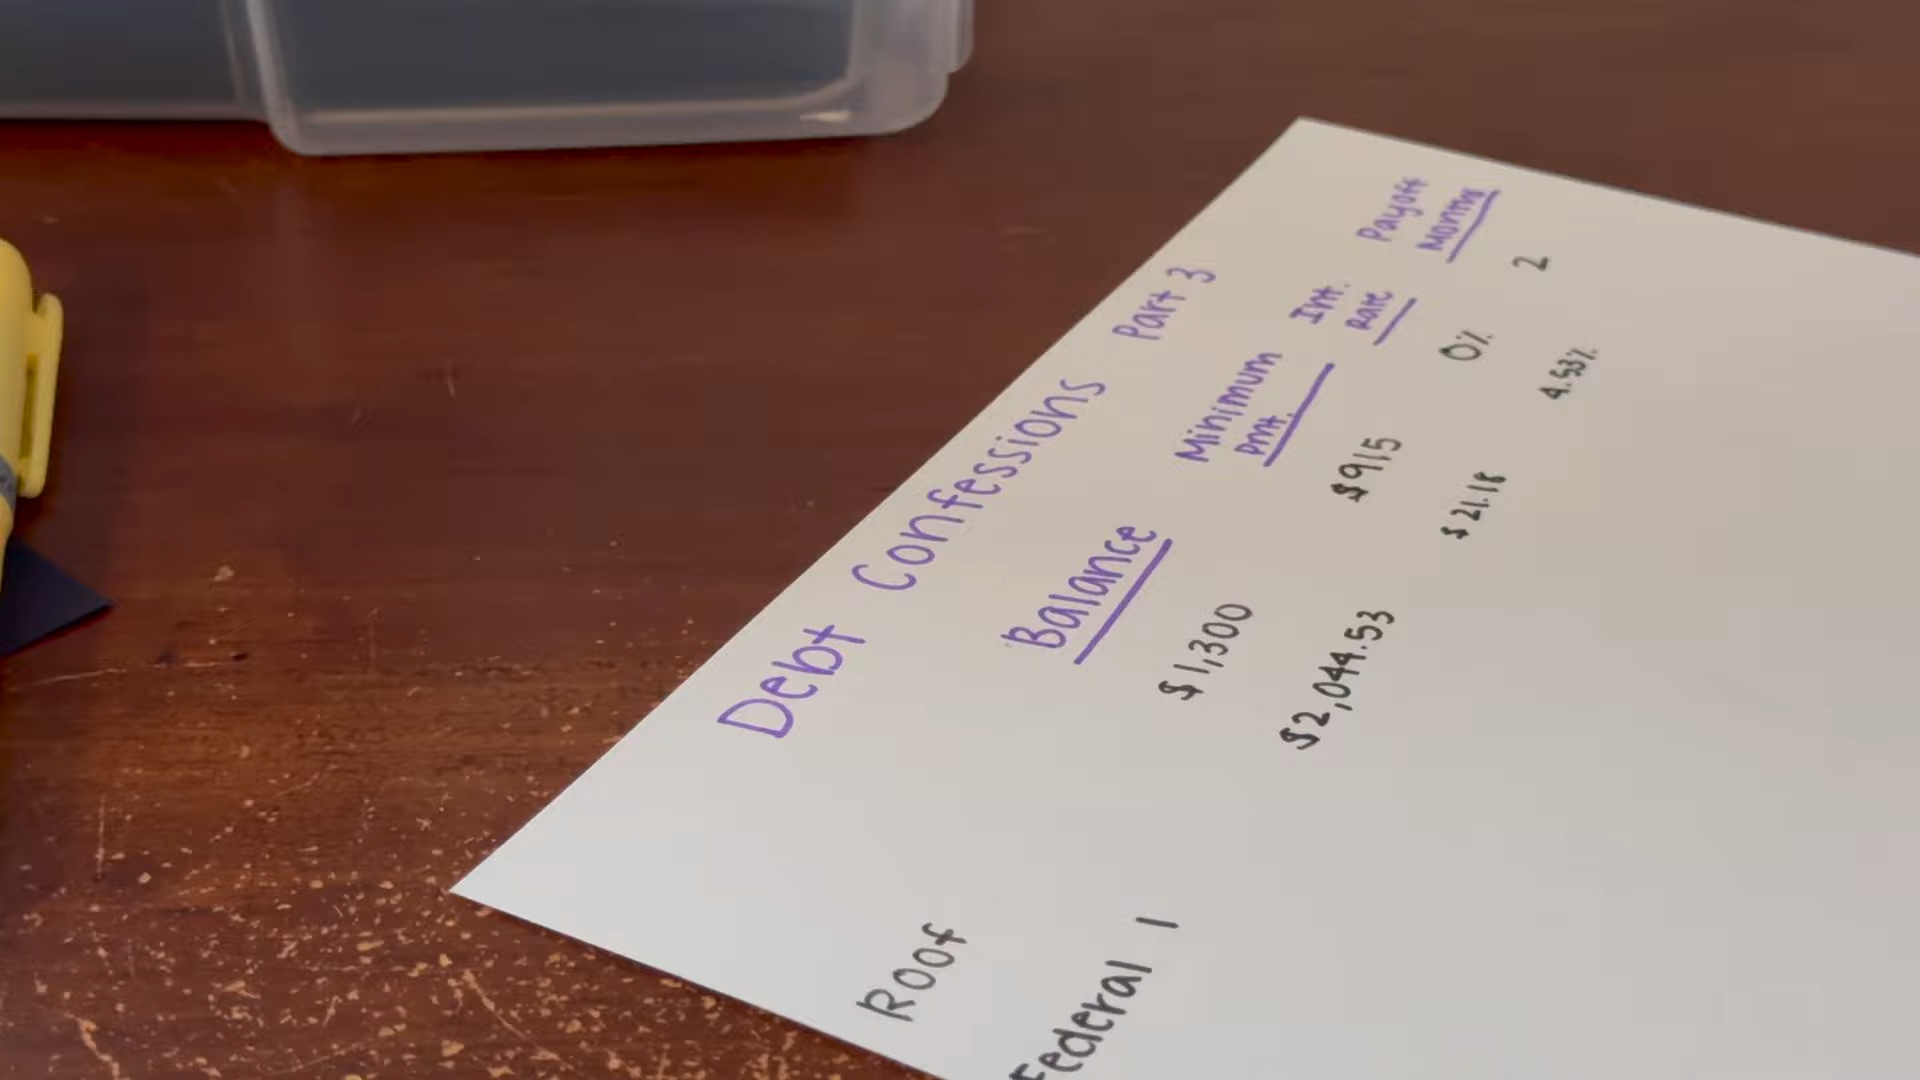 Debt Confessions Part 3
Balance Minimum Pmt. Int. Rate Payoff Months
Roof $1,300 $915 0% 2
Federal 1 $2,044.53 $21.18 4.53%